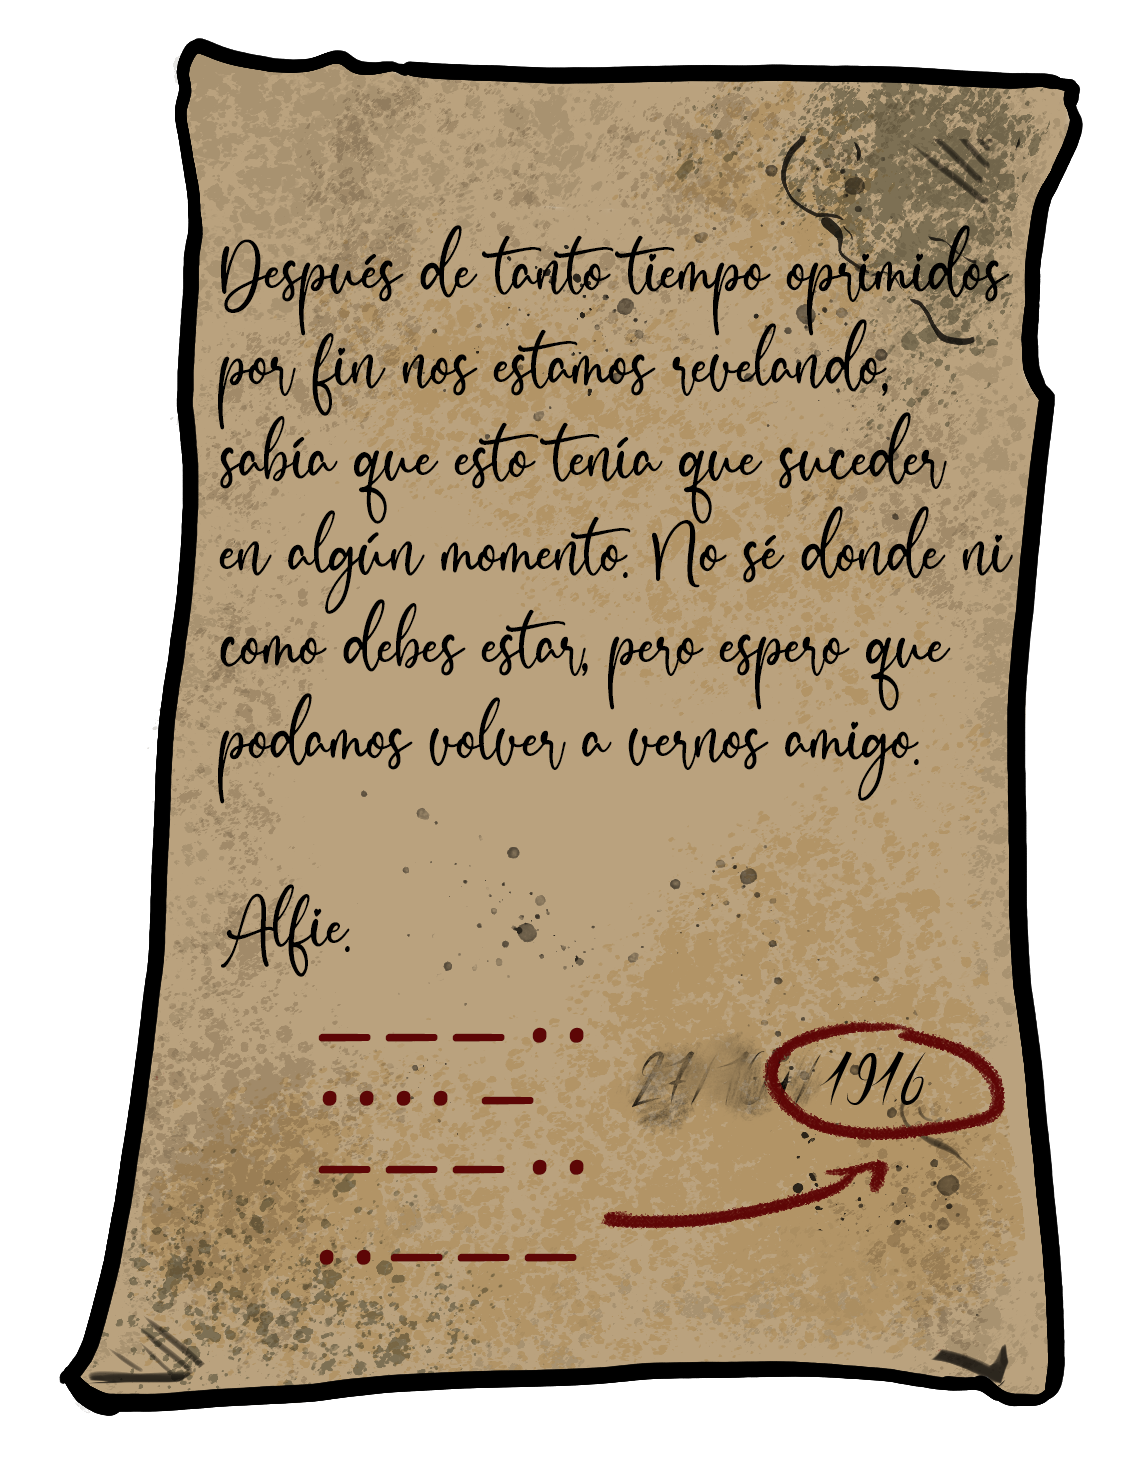 Después de tanto tiempo oprimidos
por fin nos estamos revelando,
sabía que esto tenía que suceder
en algún momento. No sé donde ni
como debes estar, pero espero que
podamos volver a vernos amigo.
Alfie.
— — — • •
• • • • —
— — — • •
• • — — —
1916